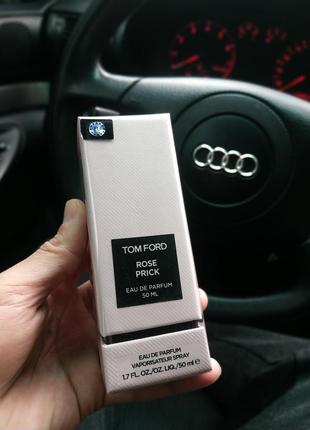 TOM FORD
ROSE
PRICK
EAU DE PARFUM
50 ML
EAU DE PARFUM
VAPORISATEUR SPRAY
1.7 FL. OZ./OZ. LIQ./50 ml e